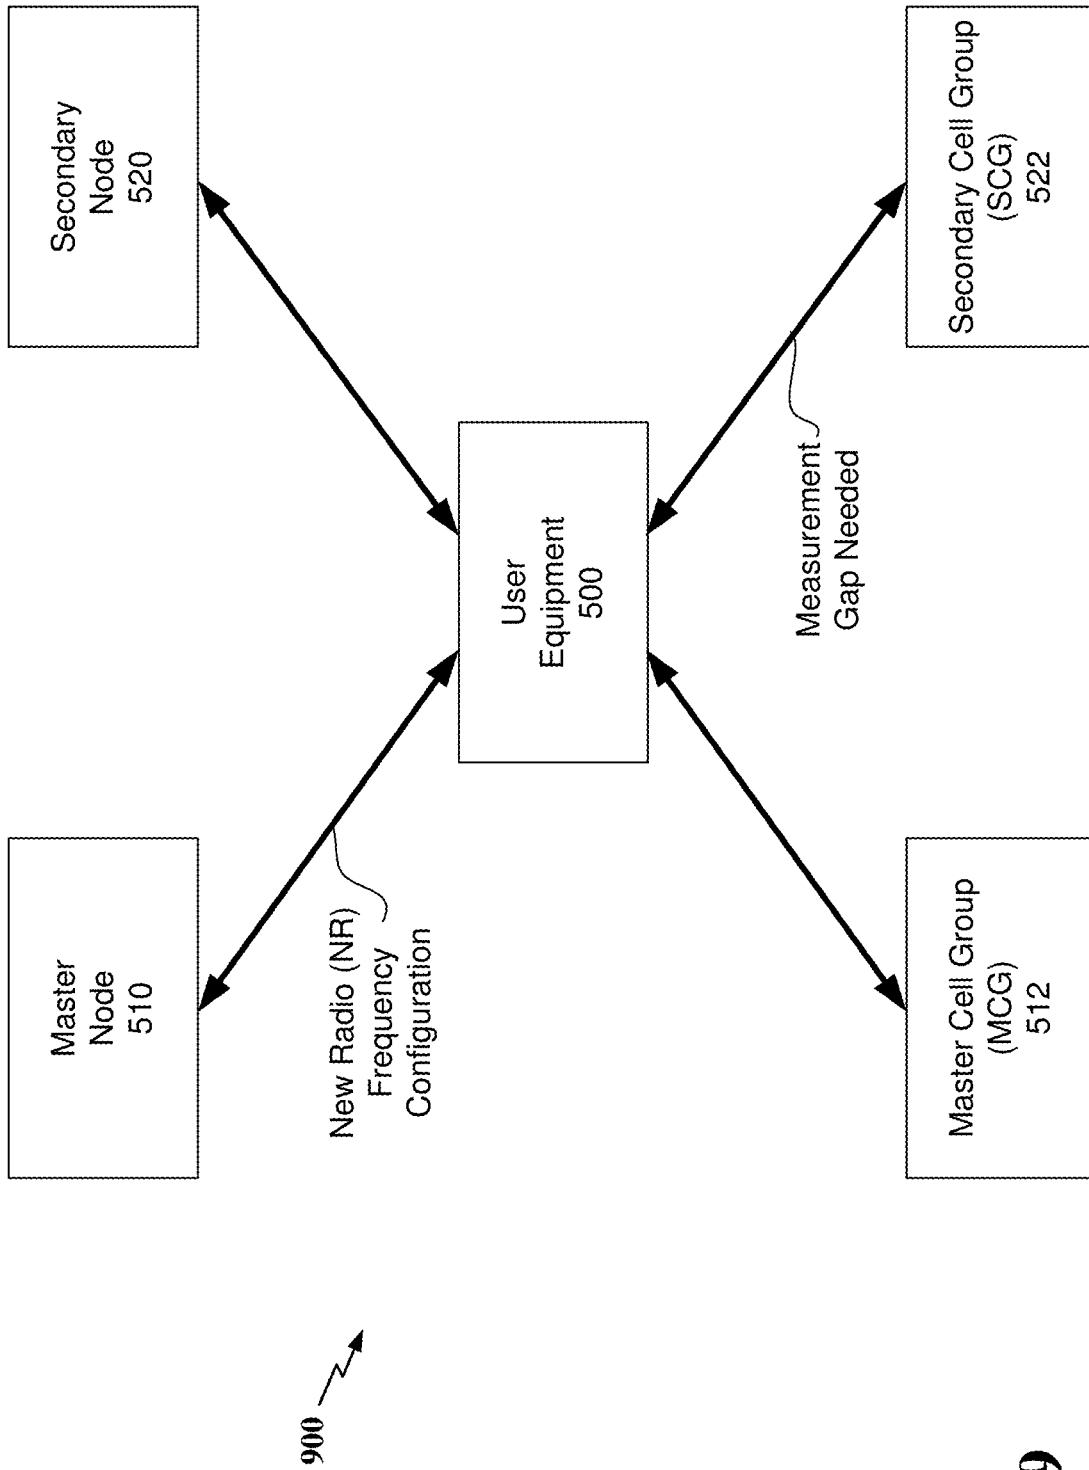 900
Master
Node
510
Secondary
Node
520
New Radio (NR)
Frequency
Configuration
User
Equipment
500
Measurement
Gap Needed
Master Cell Group
(MCG)
512
Secondary Cell Group
(SCG)
522
9